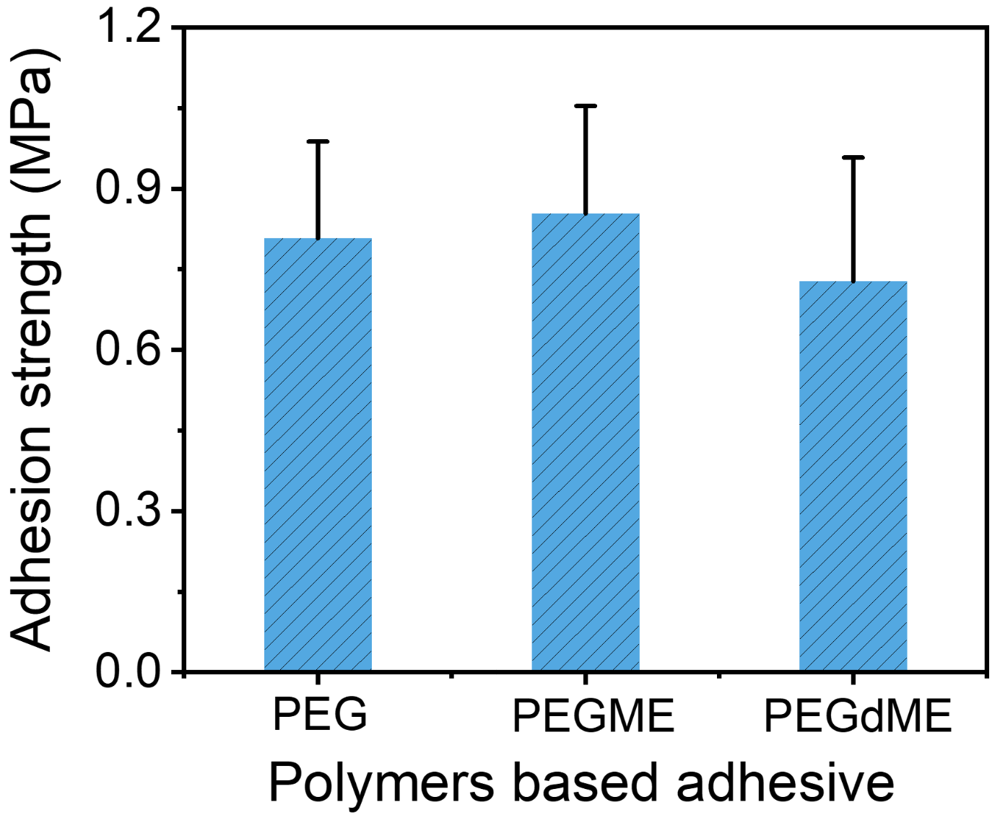 Adhesion strength (MPa)
1.2
0.9
0.6
0.3
0.0
PEG PEGME PEGdME
Polymers based adhesive